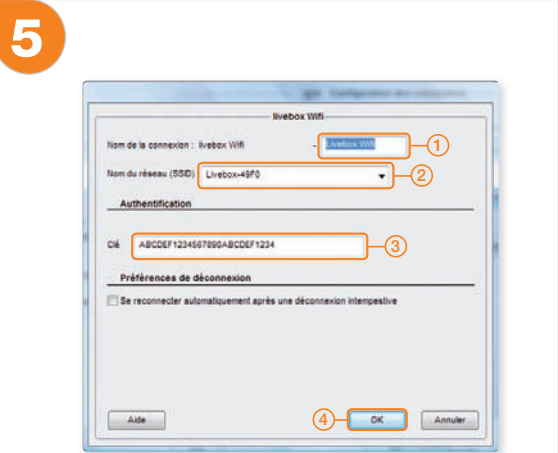 5
livebox Wifi
Nom de la connexion : livebox Wifi - Livebox Wifi 1
Nom du réseau (SSID) Livebox-49F0 2
Authentification
Clé ABCDEF1234567890ABCDEF1234 3
Préférences de déconnexion
Se reconnecter automatiquement après une déconnexion intempestive
Aide 4 OK Annuler